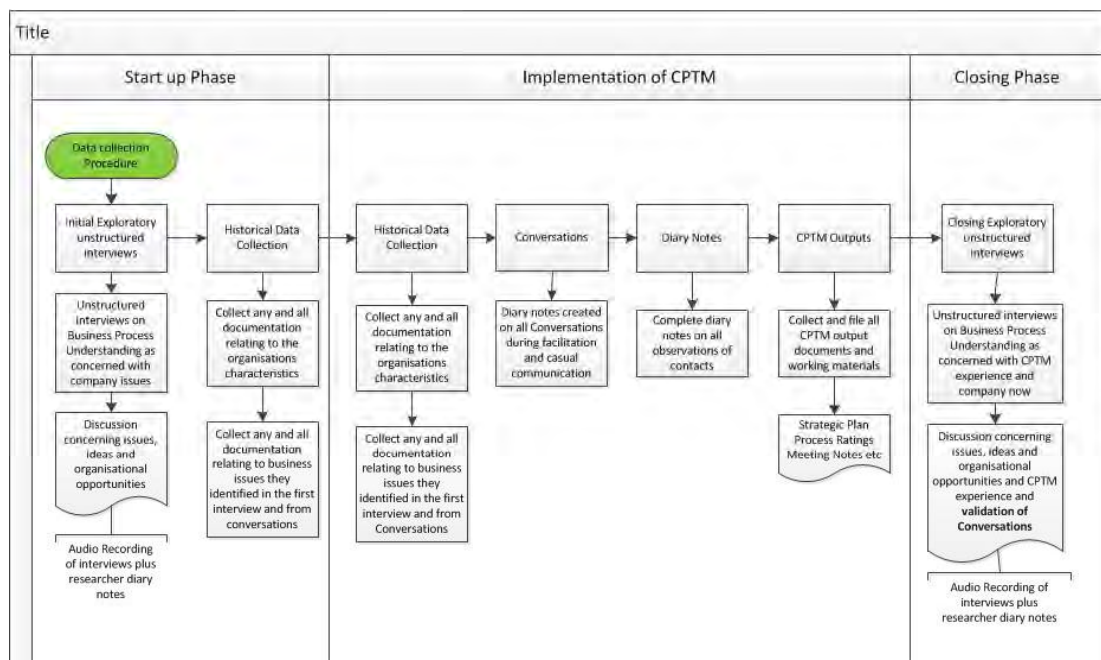 Title
Start up Phase
Implementation of CPTM
Closing Phase
Data collection
Procedure
Initial Exploratory
unstructured
interviews
Historical Data
Collection
Historical Data
Collection
Conversations
Diary Notes
CPTM Outputs
Closing Exploratory
unstructured
interviews
Unstructured
interviews on
Business Process
Understanding as
concerned with
company issues
Collect any and all
documentation
relating to the
organisations
characteristics
Collect any and all
documentation
relating to the
organisations
characteristics
Diary notes created
on all Conversations
during facilitation
and casual
communication
Complete diary
notes on all
observations of
contacts
Collect and file all
CPTM output
documents and
working materials
Unstructured interviews
on Business Process
Understanding as
concerned with CPTM
experience and
company now
Discussion
concerning issues,
ideas and
organisational
opportunities
Collect any and all
documentation
relating to business
issues they
identified in the first
interview and from
conversations
Collect any and all
documentation
relating to business
issues they
identified in the first
interview and from
Conversations
Strategic Plan
Process Ratings
Meeting Notes etc
Discussion concerning
issues, ideas and
organisational
opportunities and CPTM
experience and
validation of
Conversations
Audio Recording
of interviews plus
researcher diary
notes
Audio Recording of
interviews plus
researcher diary notes